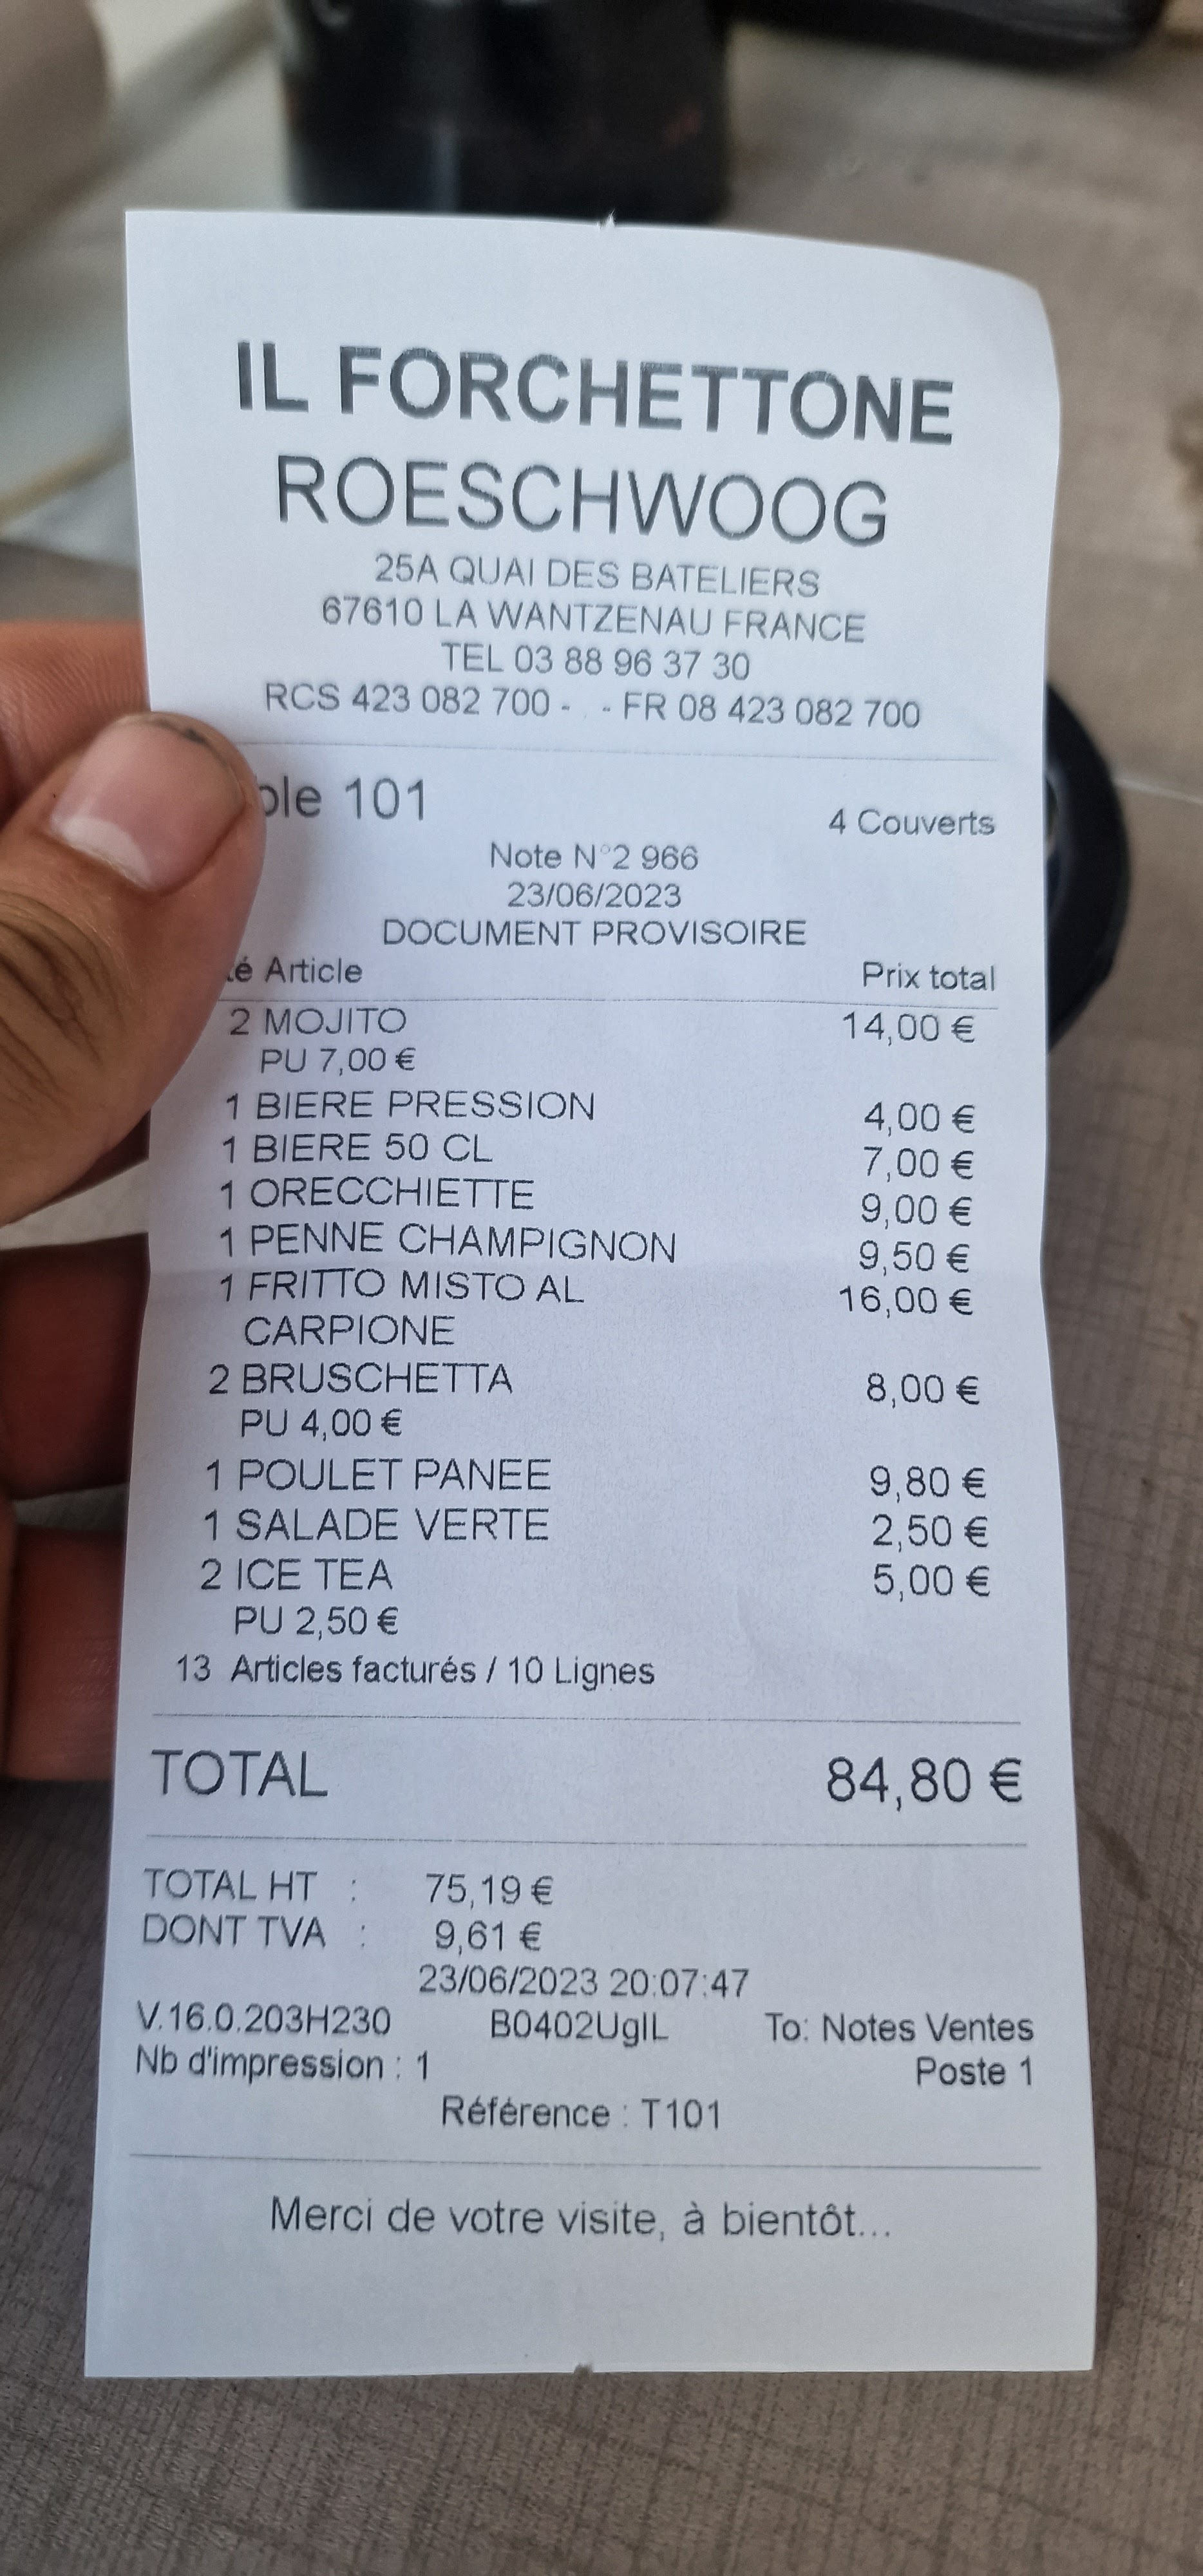 IL FORCHETTONE
ROESCHWOOG
25A QUAI DES BATELIERS
67610 LA WANTZENAU FRANCE
TEL 03 88 96 37 30
RCS 423 082 700 - - FR 08 423 082 700
101 4 Couverts
Note N°2 966
23/06/2023
DOCUMENT PROVISOIRE
Article Prix total
2 MOJITO 14,00 €
PU 7,00 €
1 BIERE PRESSION 4,00 €
1 BIERE 50 CL 7,00 €
1 ORECCHIETTE 9,00 €
1 PENNE CHAMPIGNON 9,50 €
1 FRITTO MISTO AL 16,00 €
CARPIONE
2 BRUSCHETTA 8,00 €
PU 4,00 €
1 POULET PANEE 9,80 €
1 SALADE VERTE 2,50 €
2 ICE TEA 5,00 €
PU 2,50 €
13 Articles facturés / 10 Lignes
TOTAL 84,80 €
TOTAL HT : 75,19 €
DONT TVA : 9,61 €
23/06/2023 20:07:47
V.16.0.203H230 To: Notes Ventes
Nb d'impression : 1 Poste 1
Référence : T101
Merci de votre visite, à bientôt...